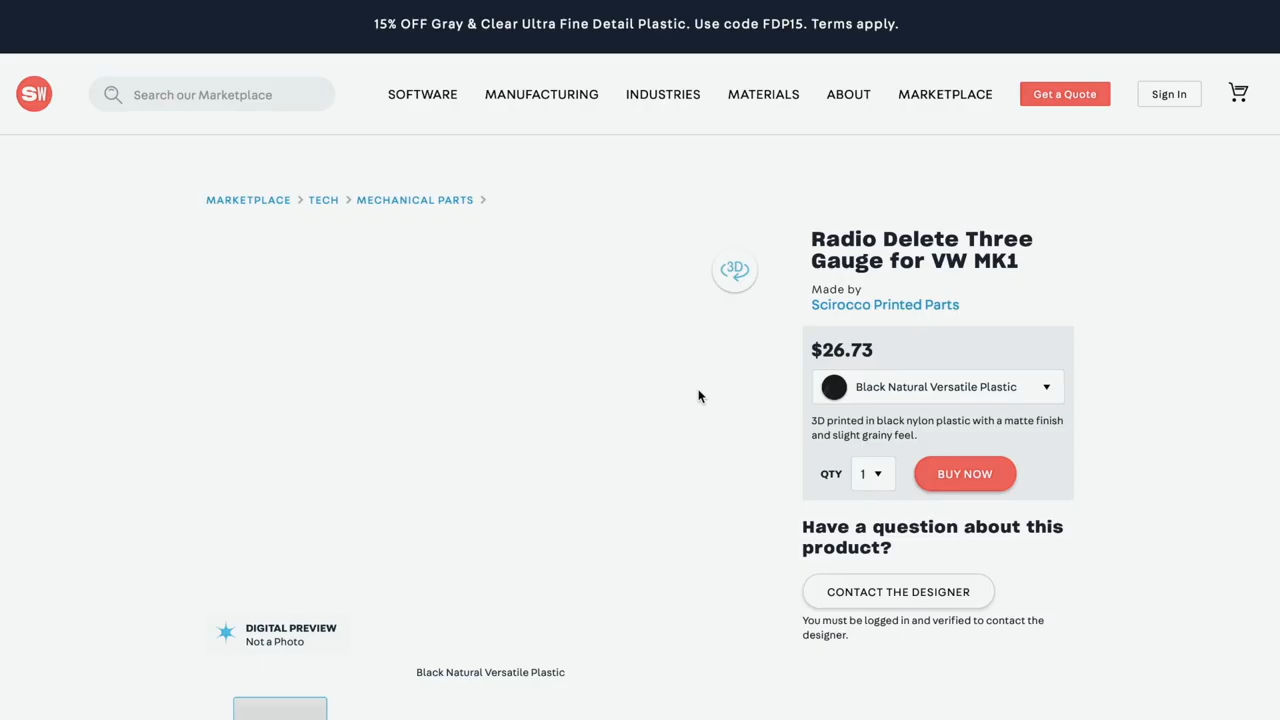 15% OFF Gray & Clear Ultra Fine Detail Plastic. Use code FDP15. Terms apply.
SW
Search our Marketplace
SOFTWARE
MANUFACTURING
INDUSTRIES
MATERIALS
ABOUT
MARKETPLACE
Get a Quote
Sign In
MARKETPLACE > TECH > MECHANICAL PARTS >
3D
Radio Delete Three
Gauge for VW MK1
Made by
Scirocco Printed Parts
$26.73
Black Natural Versatile Plastic
3D printed in black nylon plastic with a matte finish
and slight grainy feel.
QTY
1
BUY NOW
Have a question about this
product?
CONTACT THE DESIGNER
You must be logged in and verified to contact the
designer.
DIGITAL PREVIEW
Not a Photo
Black Natural Versatile Plastic